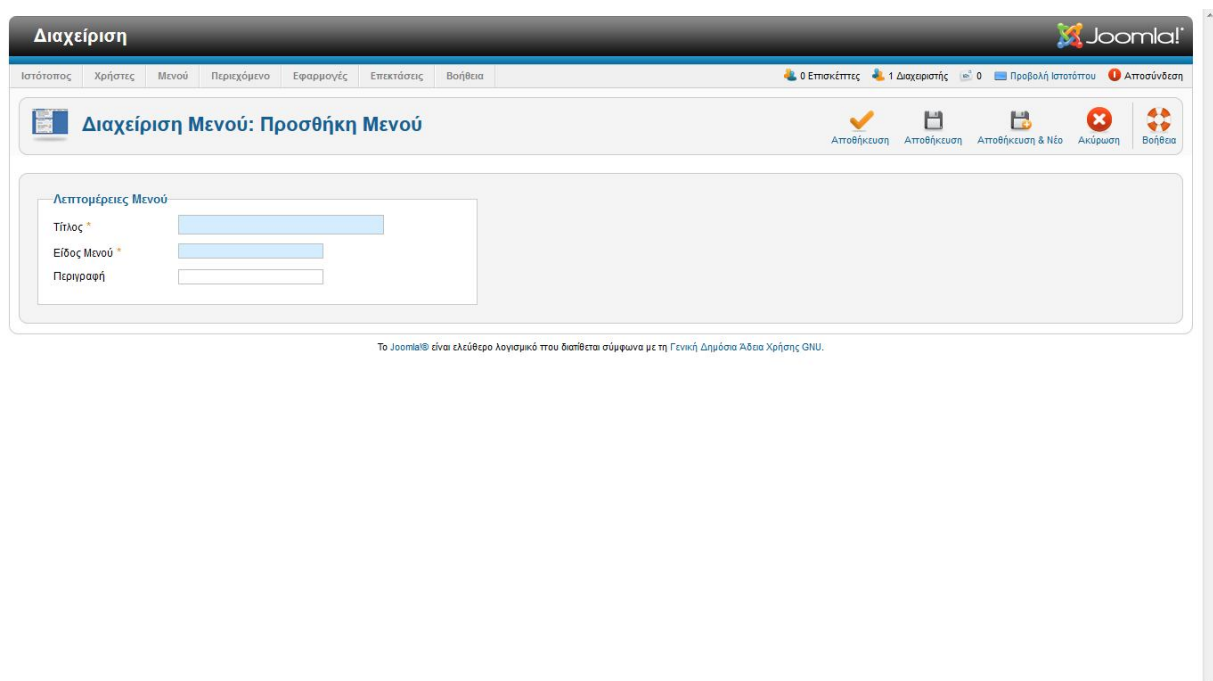 Διαχείριση
Joomla!
Ιστότοπος Χρήστες Μενού Περιεχόμενο Εφαρμογές Επεκτάσεις Βοήθεια 0 Επισκέπτες 1 Διαχειριστής 0 Προβολή Ιστοτόπου Αποσύνδεση
Διαχείριση Μενού: Προσθήκη Μενού
Αποθήκευση Αποθήκευση Αποθήκευση & Νέο Ακύρωση Βοήθεια
Λεπτομέρειες Μενού
Τίτλος *
Είδος Μενού *
Περιγραφή
Το Joomla!® είναι ελεύθερο λογισμικό που διατίθεται σύμφωνα με τη Γενική Δημόσια Άδεια Χρήσης GNU.